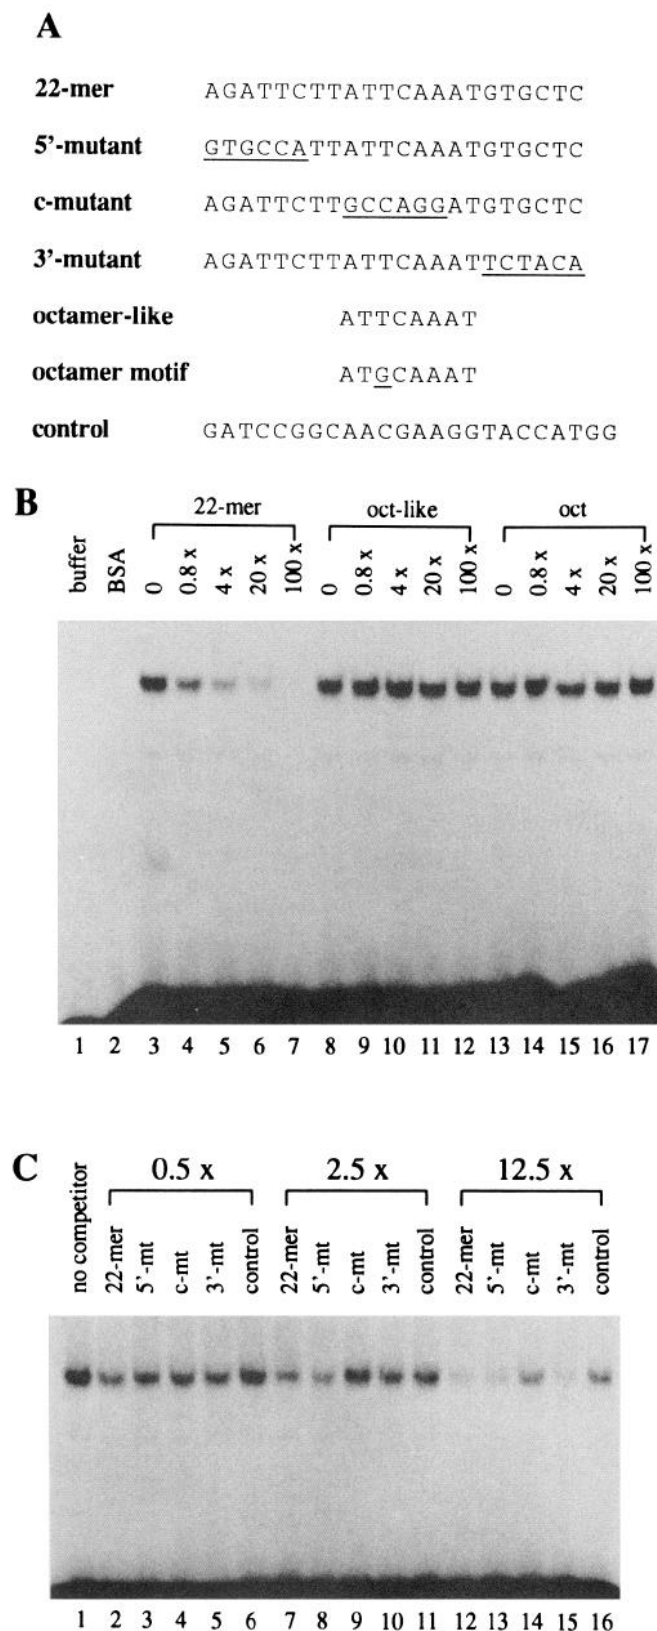 A
22-mer AGATTCTTATTCAAATGTGCTC
5'-mutant GTGCCATTATTCAAATGTGCTC
c-mutant AGATTCTTGCCAGGATGTGCTC
3'-mutant AGATTCTTATTCAAATTCTACA
octamer-like ATTCAAAT
octamer motif ATGCAAAT
control GATCCGGCAACGAAGGTACCATGG
B
22-mer oct-like oct
buffer BSA 0 0.8 x 4 x 20 x 100 x 0 0.8 x 4 x 20 x 100 x 0 0.8 x 4 x 20 x 100 x
1 2 3 4 5 6 7 8 9 10 11 12 13 14 15 16 17
C
0.5 x 2.5 x 12.5 x
no competitor 22-mer 5'-mt c-mt 3'-mt control 22-mer 5'-mt c-mt 3'-mt control 22-mer 5'-mt c-mt 3'-mt control
1 2 3 4 5 6 7 8 9 10 11 12 13 14 15 16